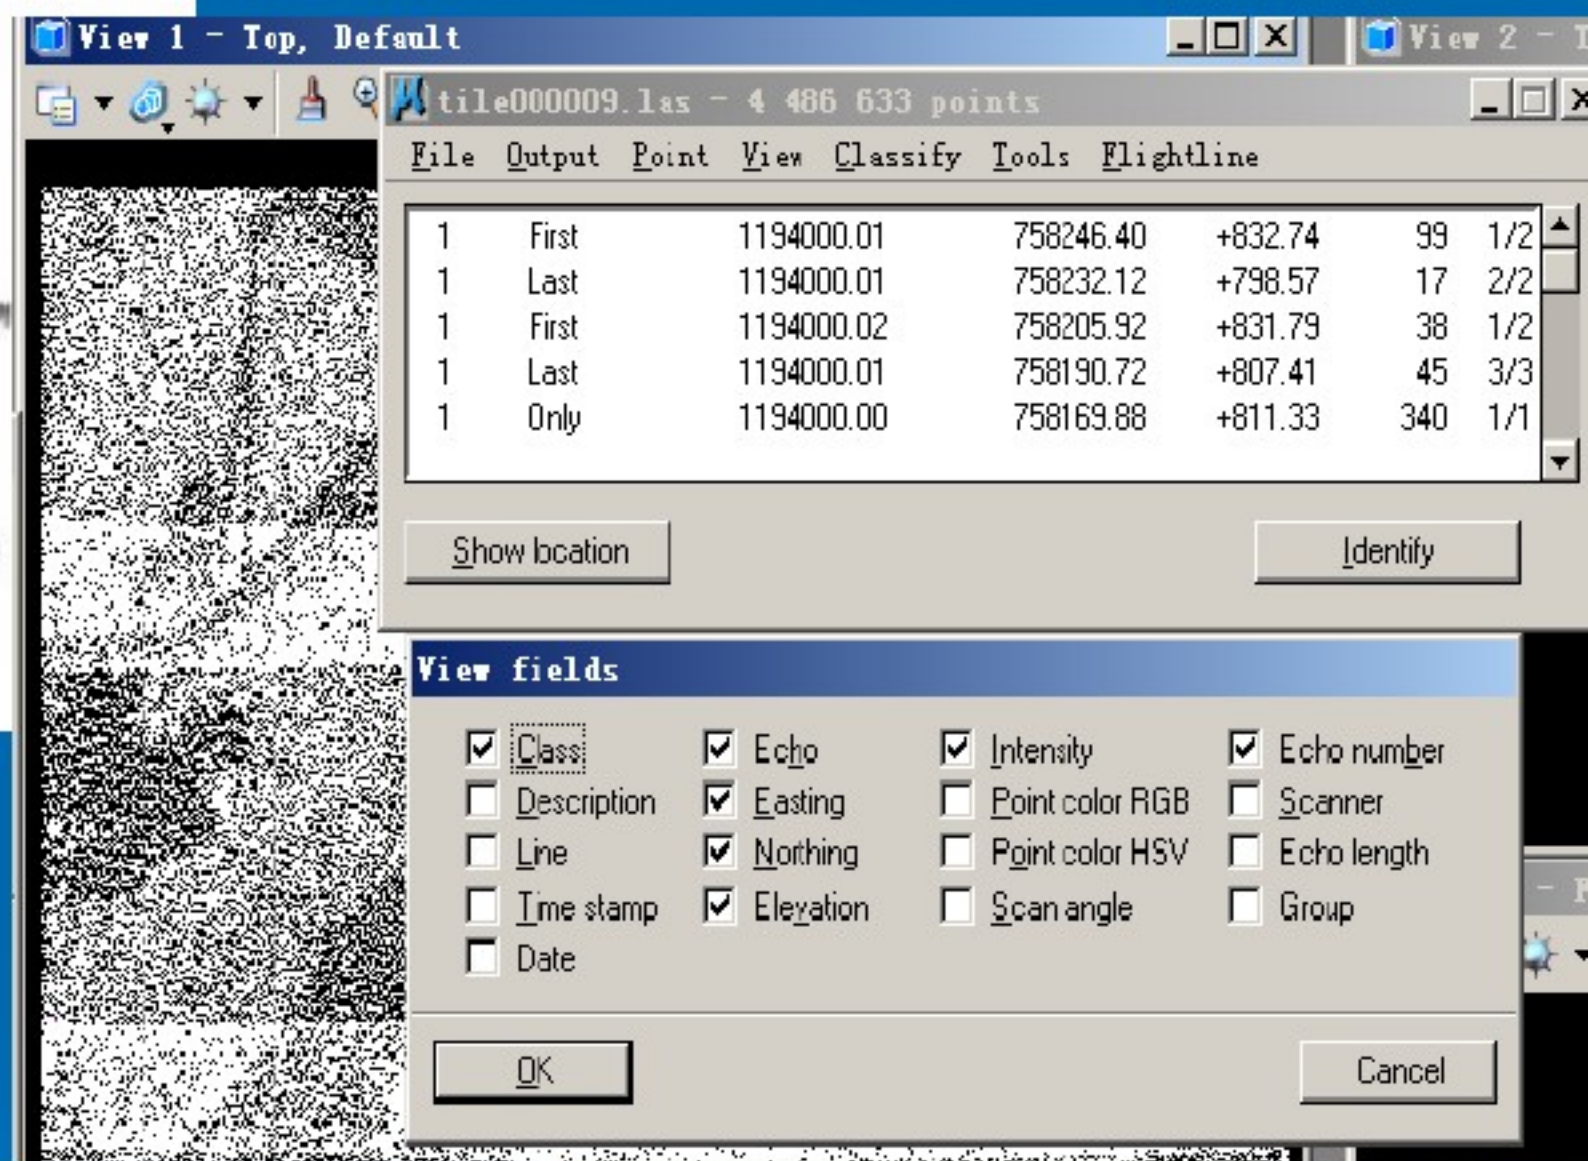 View 1 - Top, Default
View 2 - T
tile000009.las - 4 486 633 points
File Output Point View Classify Tools Flightline
1 First 1194000.01 758246.40 +832.74 99 1/2
1 Last 1194000.01 758232.12 +798.57 17 2/2
1 First 1194000.02 758205.92 +831.79 38 1/2
1 Last 1194000.01 758190.72 +807.41 45 3/3
1 Only 1194000.00 758169.88 +811.33 340 1/1
Show location Identify
View fields
Class Echo Intensity Echo number
Description Easting Point color RGB Scanner
Line Northing Point color HSV Echo length
Time stamp Elevation Scan angle Group
Date
OK Cancel